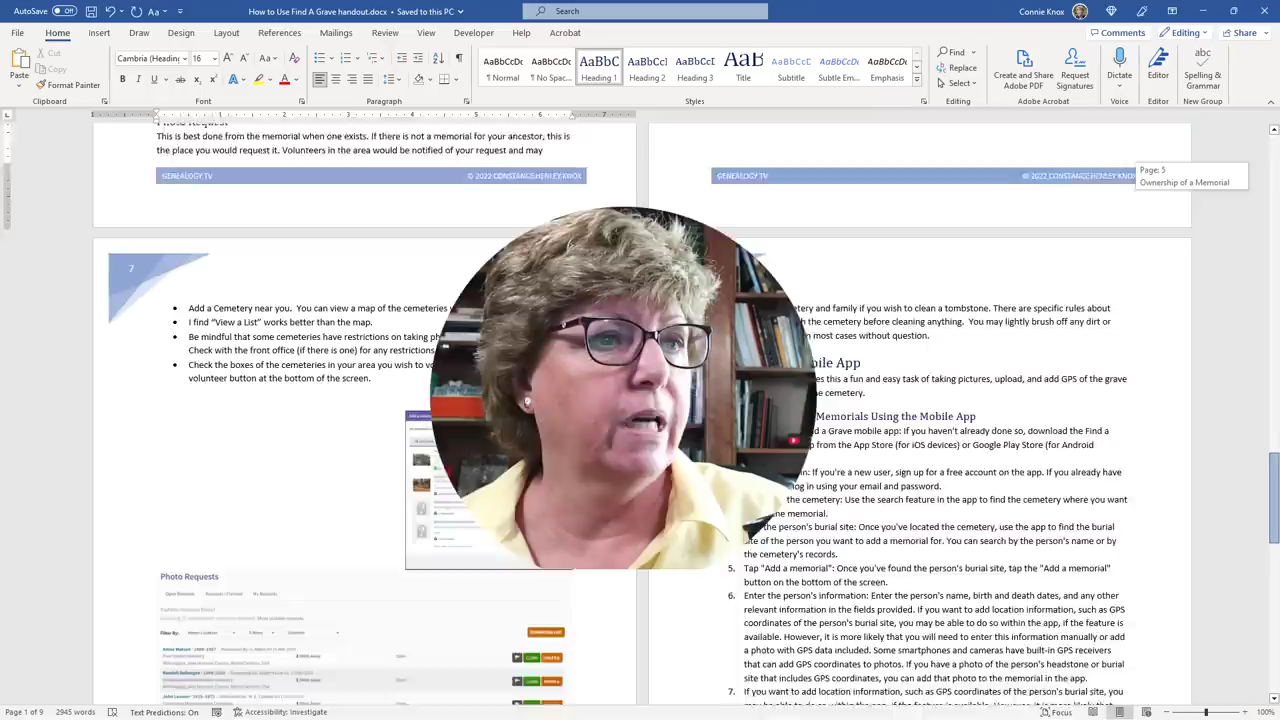 AutoSave Off Find A Grave handout.docx • Saved to this PC Search Connie Knox
File Home Insert Draw Design Layout References Mailings Review View Developer Help Acrobat Comments Editing Share
Paste Cut Copy Format Painter
Cambria (Heading 16
AaBbCcDc AaBbCcDc AaBbC AaBbCcD AaBbCcD AaB AaBbCcD AaBbCcDc AaBbCcDt
¶ Normal ¶ No Spac... Heading 1 Heading 2 Heading 3 Title Subtitle Subtle Em... Emphasis
Find Replace Select
Create and Share Adobe PDF Request Signatures Dictate Editor Spelling & Grammar
Clipboard Font Paragraph Styles Editing Adobe Acrobat Voice Editor New Group
Photo Request
This is best done from the memorial when one exists. If there is not a memorial for your ancestor, this is
the place you would request it. Volunteers in the area would be notified of your request and may
GENEALOGY TV © 2022 CONSTANCE HENLEY KNOX
GENEALOGY TV © 2022 CONSTANCE HENLEY KNOX
Page: 5
Ownership of a Memorial
7
• Add a Cemetery near you. You can view a map of the cemeteries
• I find “View a List” works better than the map.
• Be mindful that some cemeteries have restrictions on taking
Check with the front office (if there is one) for any restrictions
• Check the boxes of the cemeteries in your area you wish to
volunteer button at the bottom of the screen.
Photo Requests
Filter By:
and family if you wish to clean a tombstone. There are specific rules about
the cemetery before cleaning anything. You may lightly brush off any dirt or
most cases without question.
App
this a fun and easy task of taking pictures, upload, and add GPS of the grave
cemetery.
Memorials Using the Mobile App
a Grave mobile app: If you haven't already done so, download the Find a
from the App Store (for iOS devices) or Google Play Store (for Android
If you're a new user, sign up for a free account on the app. If you already have
log in using your email and password.
the cemetery: Use the search feature in the app to find the cemetery where you want
memorial.
the person's burial site: Once you've located the cemetery, use the app to find the burial
of the person you want to add a memorial for. You can search by the person's name or by
the cemetery's records.
5. Tap "Add a memorial": Once you've found the person's burial site, tap the "Add a memorial"
button on the bottom of the screen.
6. Enter the person's information: Enter the person's name, birth and death dates, and any other
relevant information in the fields provided. If you want to add location information, such as GPS
coordinates of the person's burial site, you may be able to do so within the app, if this feature is
available. However, it is more likely that you will need to enter this information manually or add
a photo with GPS data included. If you have a smartphone or digital camera with a GPS receiver
that can add GPS coordinates to photos, you can take a photo of the person's grave or burial
site that includes GPS coordinates, and upload that photo to the memorial in the app.
7. If you want to add location information, such as GPS coordinates of the person's burial site, you
Page 1 of 9 2945 words Text Predictions: On Accessibility: Investigate Focus 100%